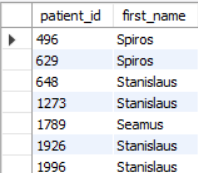 patient_id first_name
496 Spiros
629 Spiros
648 Stanislaus
1273 Stanislaus
1789 Seamus
1926 Stanislaus
1996 Stanislaus